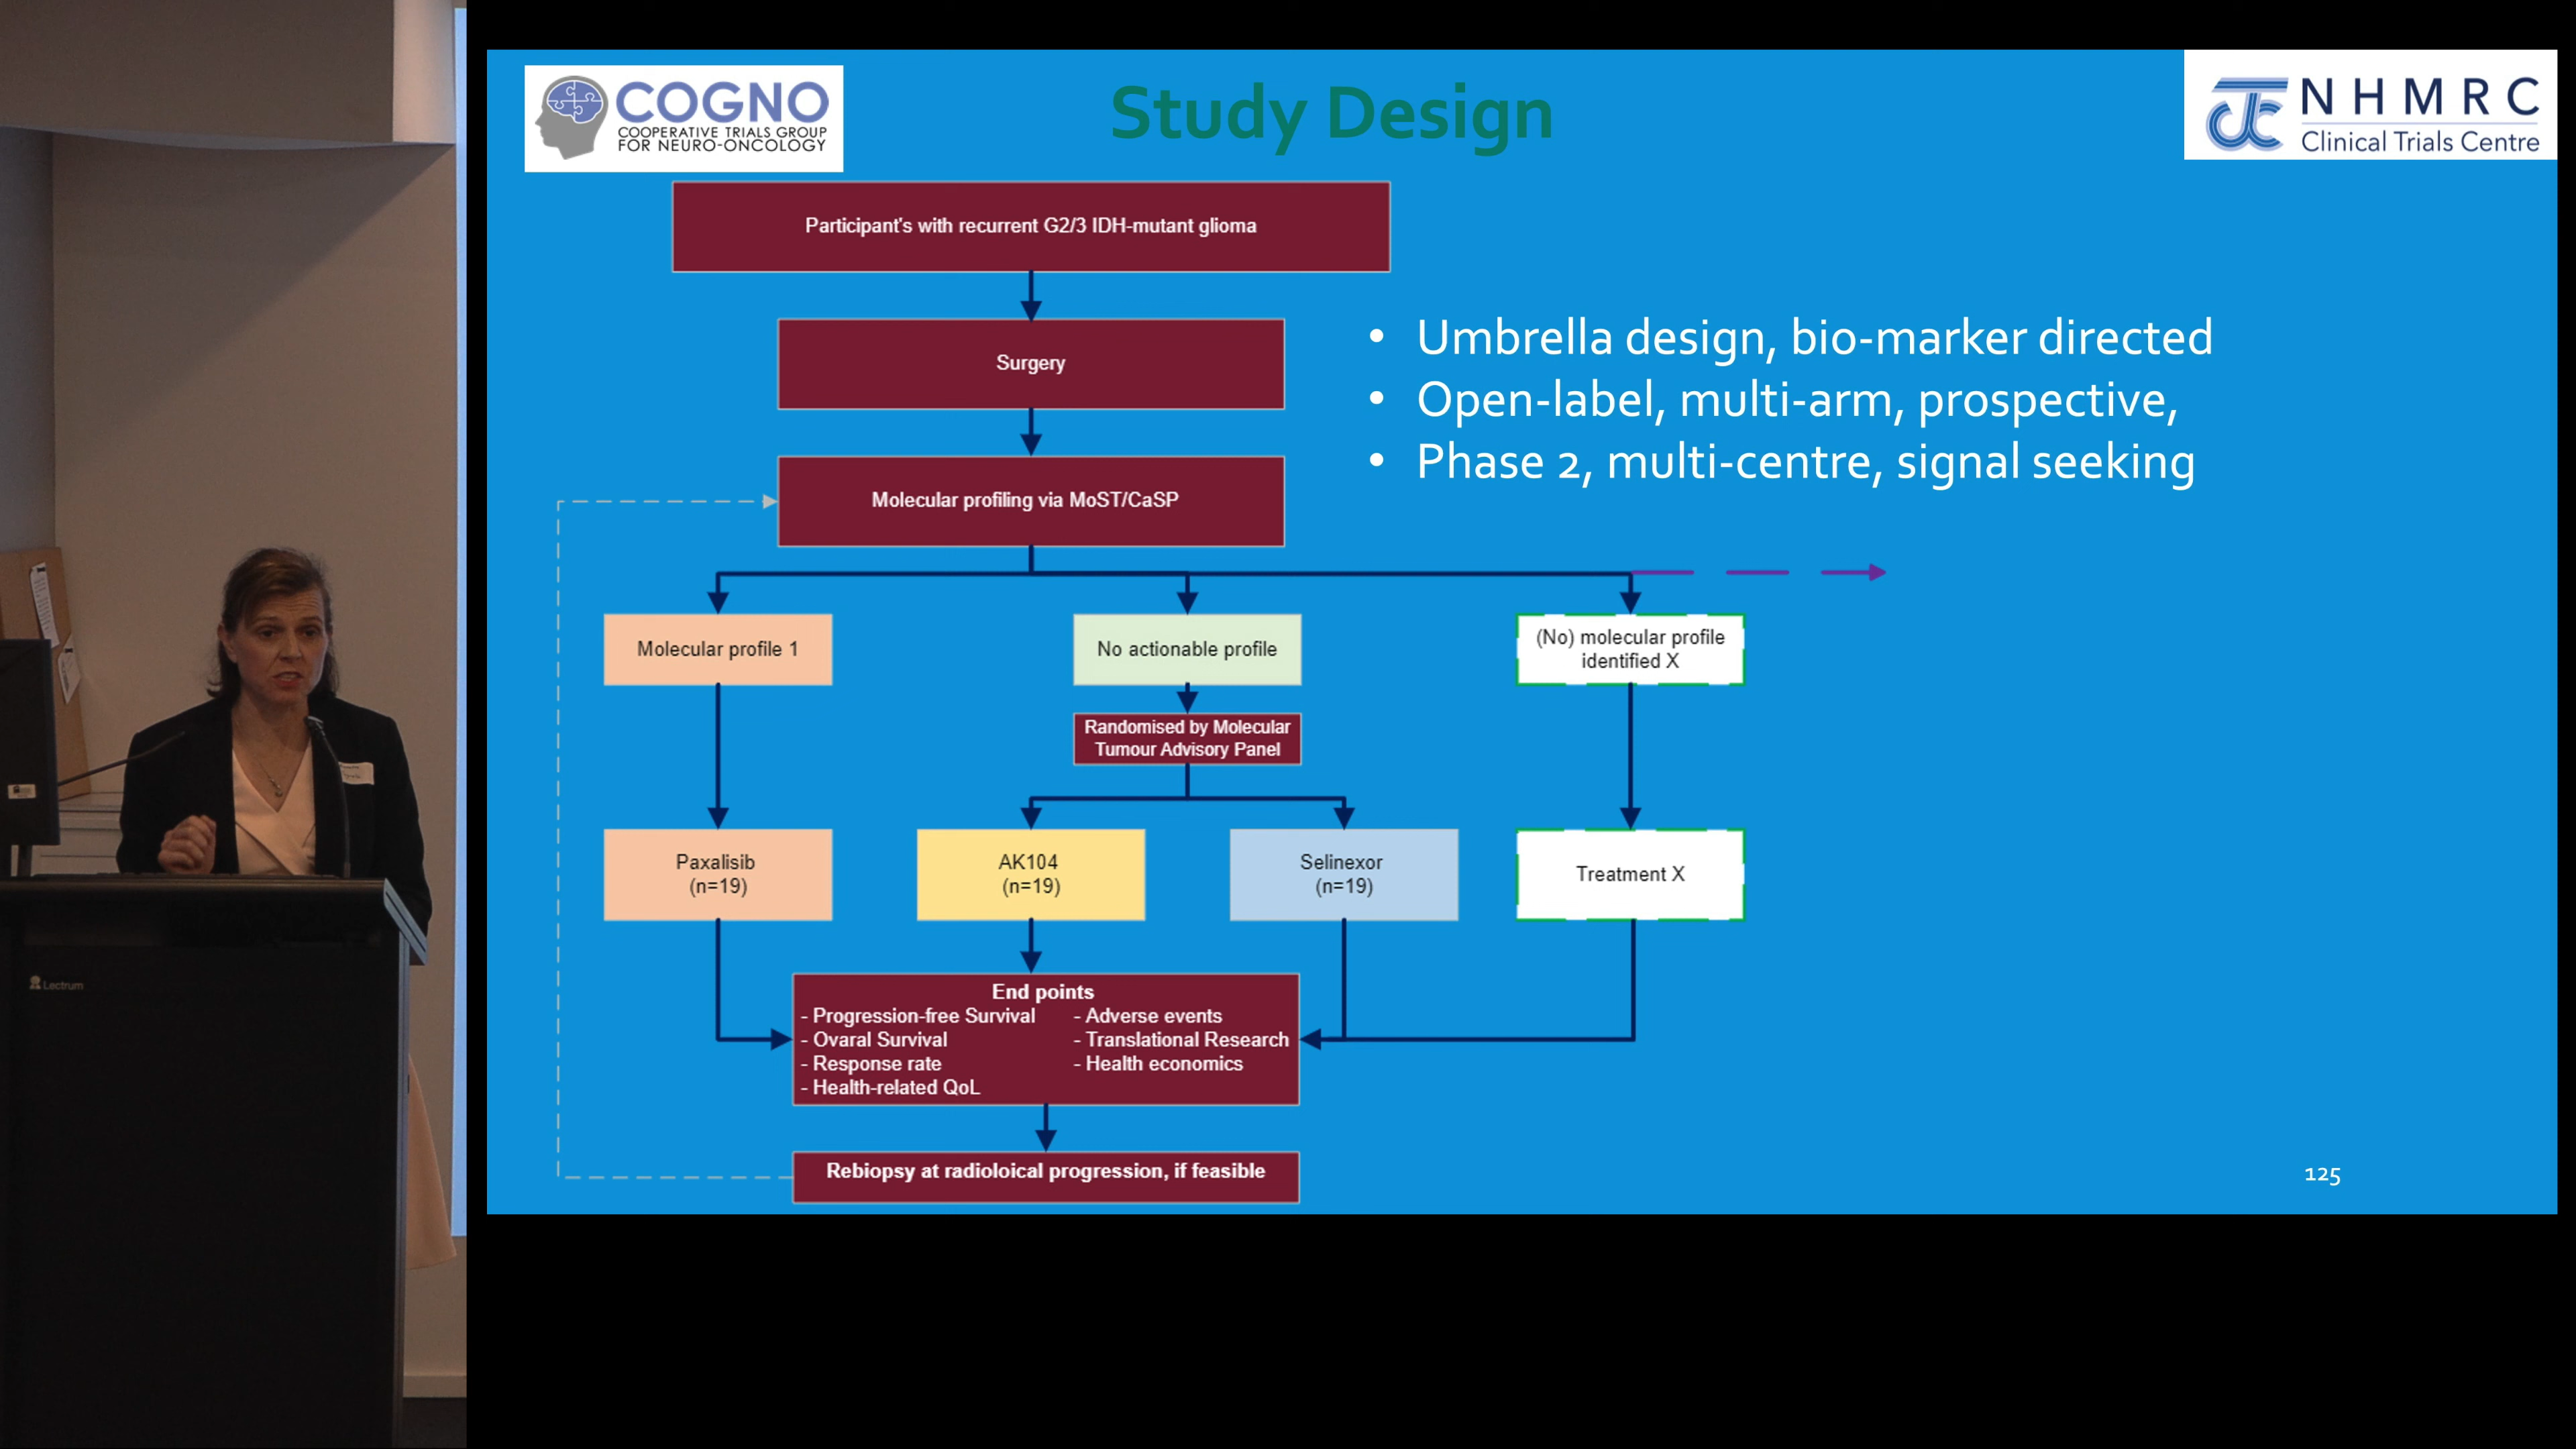 COGNO
COOPERATIVE TRIALS GROUP
FOR NEURO-ONCOLOGY
Study Design
NHMRC
Clinical Trials Centre
Participant's with recurrent G2/3 IDH-mutant glioma
Surgery
• Umbrella design, bio-marker directed
• Open-label, multi-arm, prospective,
• Phase 2, multi-centre, signal seeking
Molecular profiling via MoST/CaSP
Molecular profile 1
No actionable profile
(No) molecular profile
identified X
Randomised by Molecular
Tumour Advisory Panel
Paxalisib
(n=19)
AK104
(n=19)
Selinexor
(n=19)
Treatment X
End points
- Progression-free Survival
- Ovaral Survival
- Response rate
- Health-related QoL
- Adverse events
- Translational Research
- Health economics
Rebiopsy at radioloical progression, if feasible
125
Lectrum